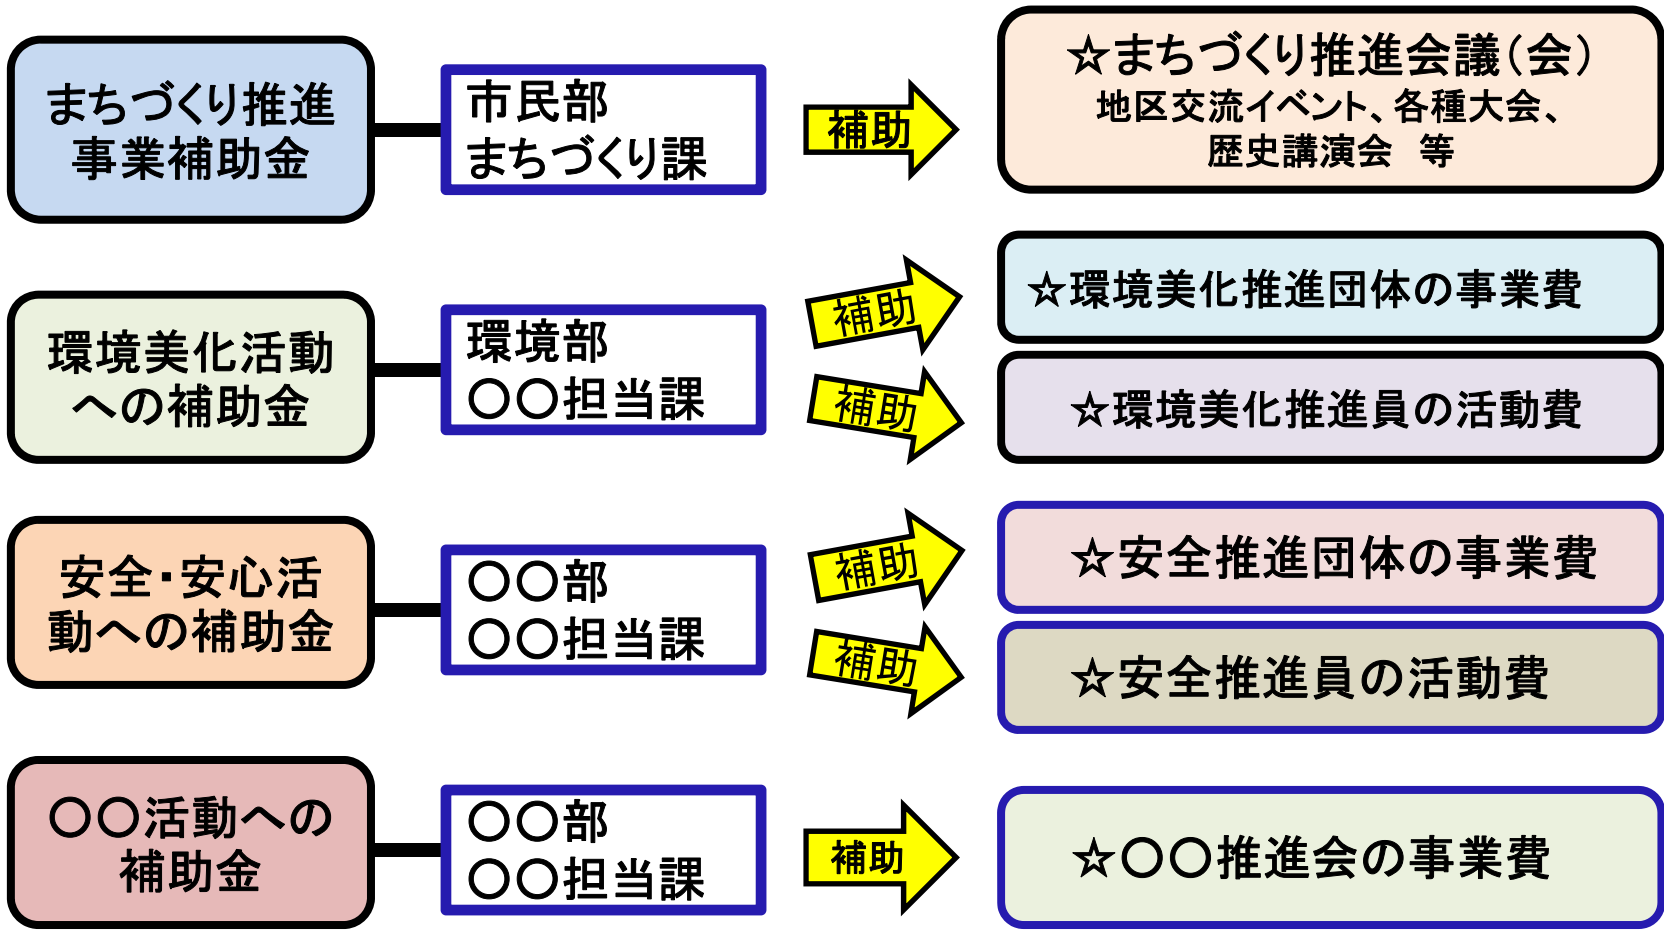 まちづくり推進
事業補助金
市民部
まちづくり課
補助
☆まちづくり推進会議(会)
地区交流イベント、各種大会、
歴史講演会　等
環境美化活動
への補助金
環境部
〇〇担当課
補助
☆環境美化推進団体の事業費
補助
☆環境美化推進員の活動費
安全・安心活
動への補助金
〇〇部
〇〇担当課
補助
☆安全推進団体の事業費
補助
☆安全推進員の活動費
〇〇活動への
補助金
〇〇部
〇〇担当課
補助
☆〇〇推進会の事業費